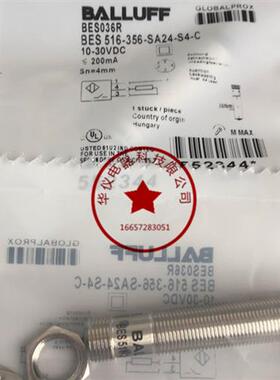 BALLUFF
GLOBALPROX
BES036R
BES 516-356-SA24-S4-C
10-30VDC
≤ 200mA
Sn=4mm
1 stuck / piece
Country of origin
Hungary
M MAX
华仪电器科技有限公司
16657283051
GLOBALPROX
BALLUFF
BES036R
BES 516-356-SA24-S4-C
10-30VDC
BALLUFF